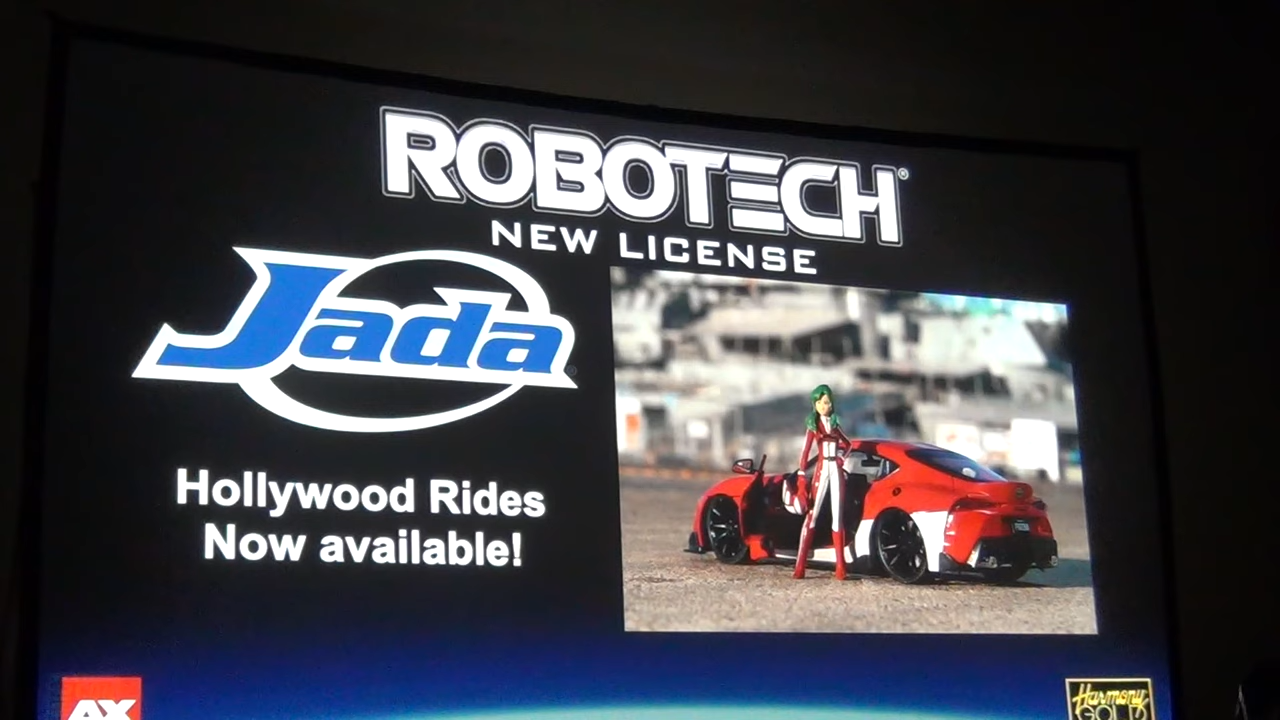 ROBOTECH®
NEW LICENSE
Jada
Hollywood Rides
Now available!
AX
Harmony
GOLD